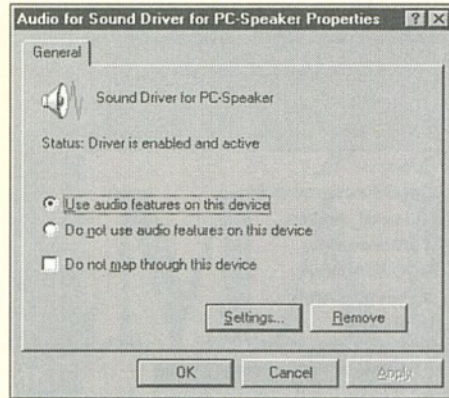 Audio for Sound Driver for PC-Speaker Properties
General
Sound Driver for PC-Speaker
Status: Driver is enabled and active
Use audio features on this device
Do not use audio features on this device
Do not map through this device
Settings... Remove
OK Cancel Apply